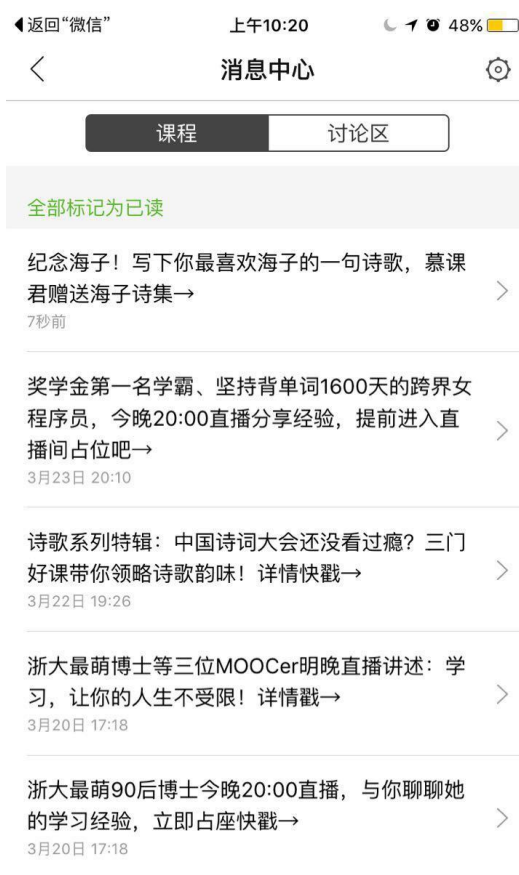 返回“微信”
上午10:20
48%
消息中心
课程
讨论区
全部标记为已读
纪念海子！写下你最喜欢海子的一句诗歌，慕课
君赠送海子诗集→
7秒前
奖学金第一名学霸、坚持背单词1600天的跨界女
程序员，今晚20:00直播分享经验，提前进入直
播间占位吧→
3月23日 20:10
诗歌系列特辑：中国诗词大会还没看过瘾？三门
好课带你领略诗歌韵味！详情快戳→
3月22日 19:26
浙大最萌博士等三位MOOCer明晚直播讲述：学
习，让你的人生不受限！详情戳→
3月20日 17:18
浙大最萌90后博士今晚20:00直播，与你聊聊她
的学习经验，立即占座快戳→
3月20日 17:18